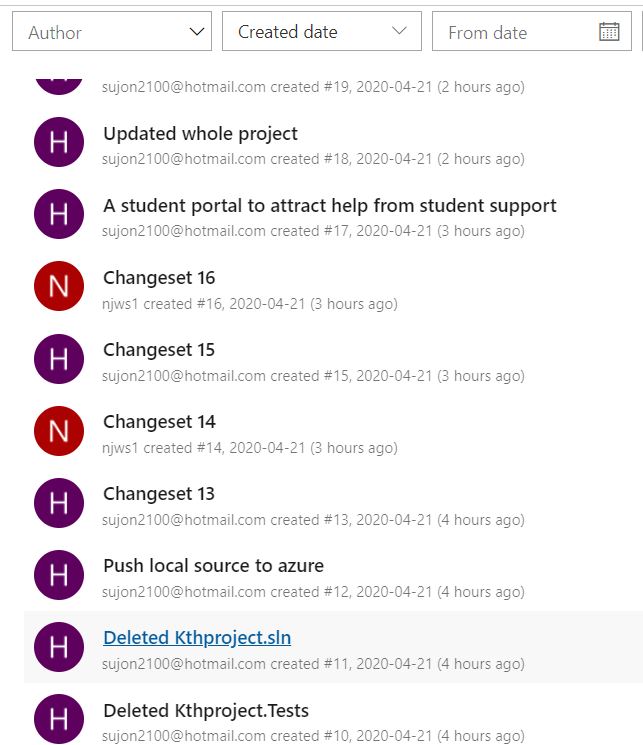 Author
Created date
From date
H
sujon2100@hotmail.com created #19, 2020-04-21 (2 hours ago)
H
Updated whole project
sujon2100@hotmail.com created #18, 2020-04-21 (2 hours ago)
H
A student portal to attract help from student support
sujon2100@hotmail.com created #17, 2020-04-21 (3 hours ago)
N
Changeset 16
njws1 created #16, 2020-04-21 (3 hours ago)
H
Changeset 15
sujon2100@hotmail.com created #15, 2020-04-21 (3 hours ago)
N
Changeset 14
njws1 created #14, 2020-04-21 (3 hours ago)
H
Changeset 13
sujon2100@hotmail.com created #13, 2020-04-21 (4 hours ago)
H
Push local source to azure
sujon2100@hotmail.com created #12, 2020-04-21 (4 hours ago)
H
Deleted Kthproject.sln
sujon2100@hotmail.com created #11, 2020-04-21 (4 hours ago)
H
Deleted Kthproject.Tests
sujon2100@hotmail.com created #10, 2020-04-21 (4 hours ago)